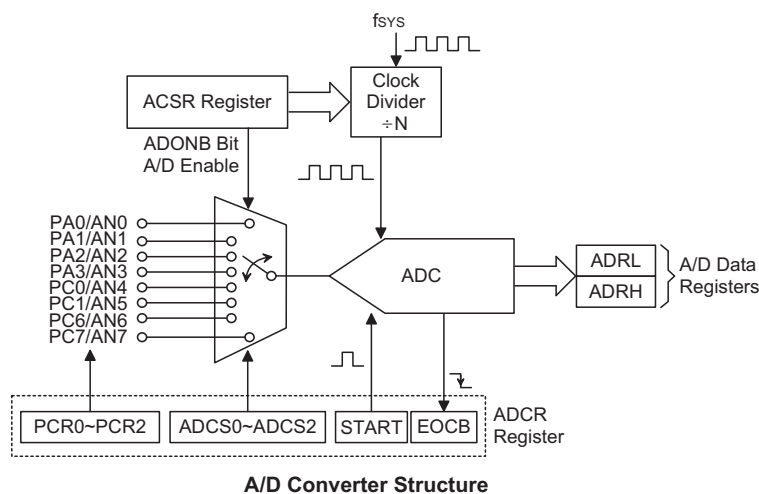 fSYS
ACSR Register
Clock
Divider
÷N
ADONB Bit
A/D Enable
PA0/AN0
PA1/AN1
PA2/AN2
PA3/AN3
PC0/AN4
PC1/AN5
PC6/AN6
PC7/AN7
ADC
ADRL
ADRH
A/D Data
Registers
PCR0~PCR2
ADCS0~ADCS2
START
EOCB
ADCR
Register
A/D Converter Structure